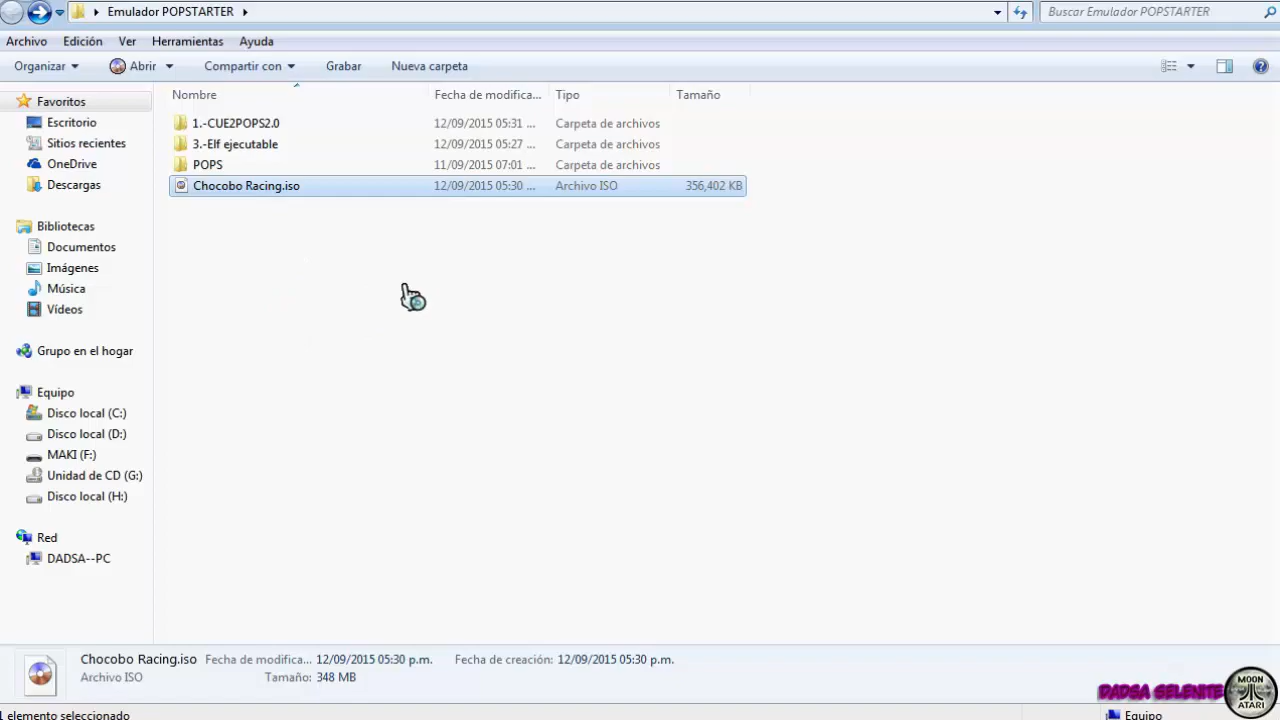 Emulador POPSTARTER
Buscar Emulador POPSTARTER
Archivo Edición Ver Herramientas Ayuda
Organizar Abrir Compartir con Grabar Nueva carpeta
Nombre Fecha de modifica... Tipo Tamaño
1.-CUE2POPS2.0 12/09/2015 05:31 ... Carpeta de archivos
3.-Elf ejecutable 12/09/2015 05:27 ... Carpeta de archivos
POPS 11/09/2015 07:01 ... Carpeta de archivos
Chocobo Racing.iso 12/09/2015 05:30 ... Archivo ISO 356,402 KB
Favoritos
Escritorio
Sitios recientes
OneDrive
Descargas
Bibliotecas
Documentos
Imágenes
Música
Vídeos
Grupo en el hogar
Equipo
Disco local (C:)
Disco local (D:)
MAKI (F:)
Unidad de CD (G:)
Disco local (H:)
Red
DADSA--PC
Chocobo Racing.iso Fecha de modifica... 12/09/2015 05:30 p.m. Fecha de creación: 12/09/2015 05:30 p.m.
Archivo ISO Tamaño: 348 MB
DADSA SELENITE
MOON
ATARI
1 elemento seleccionado
Equipo